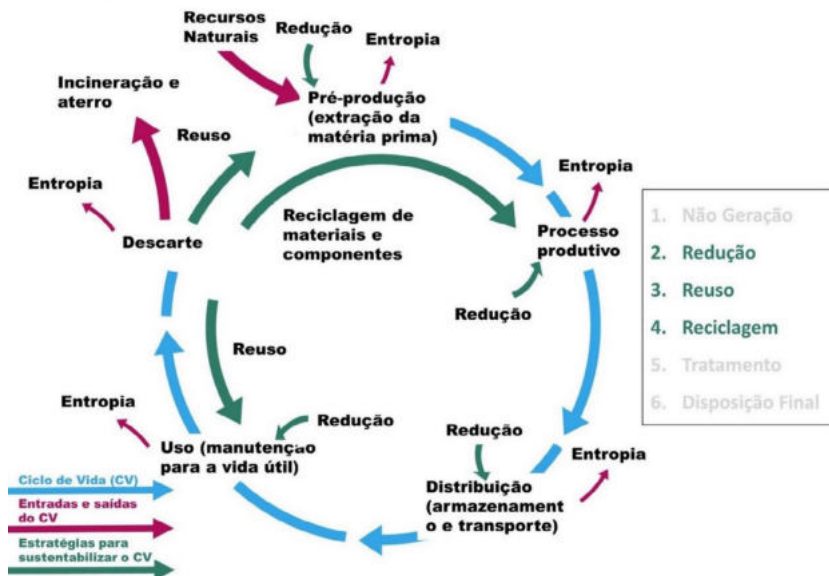 Recursos
Naturais
Redução
Entropia
Incineração e
aterro
Pré-produção
(extração da
matéria prima)
Reuso
Entropia
Entropia
Descarte
Reciclagem de
materiais e
componentes
Processo
produtivo
Redução
1. Não Geração
2. Redução
3. Reuso
4. Reciclagem
5. Tratamento
6. Disposição Final
Reuso
Entropia
Redução
Redução
Entropia
Uso (manutenção
para a vida útil)
Distribuição
(armazenament
o e transporte)
Ciclo de Vida (CV)
Entradas e saídas
do CV
Estratégias para
sustentabilizar o CV